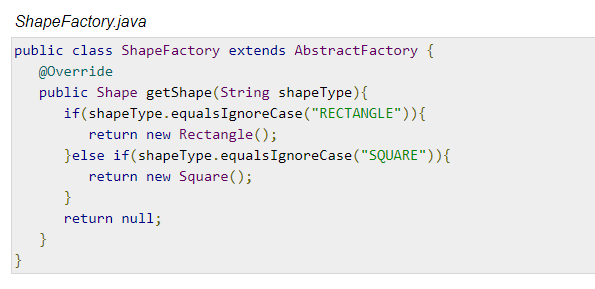 ShapeFactory.java
public class ShapeFactory extends AbstractFactory {
   @Override
   public Shape getShape(String shapeType){
      if(shapeType.equalsIgnoreCase("RECTANGLE")){
         return new Rectangle();
      }else if(shapeType.equalsIgnoreCase("SQUARE")){
         return new Square();
      }
      return null;
   }
}